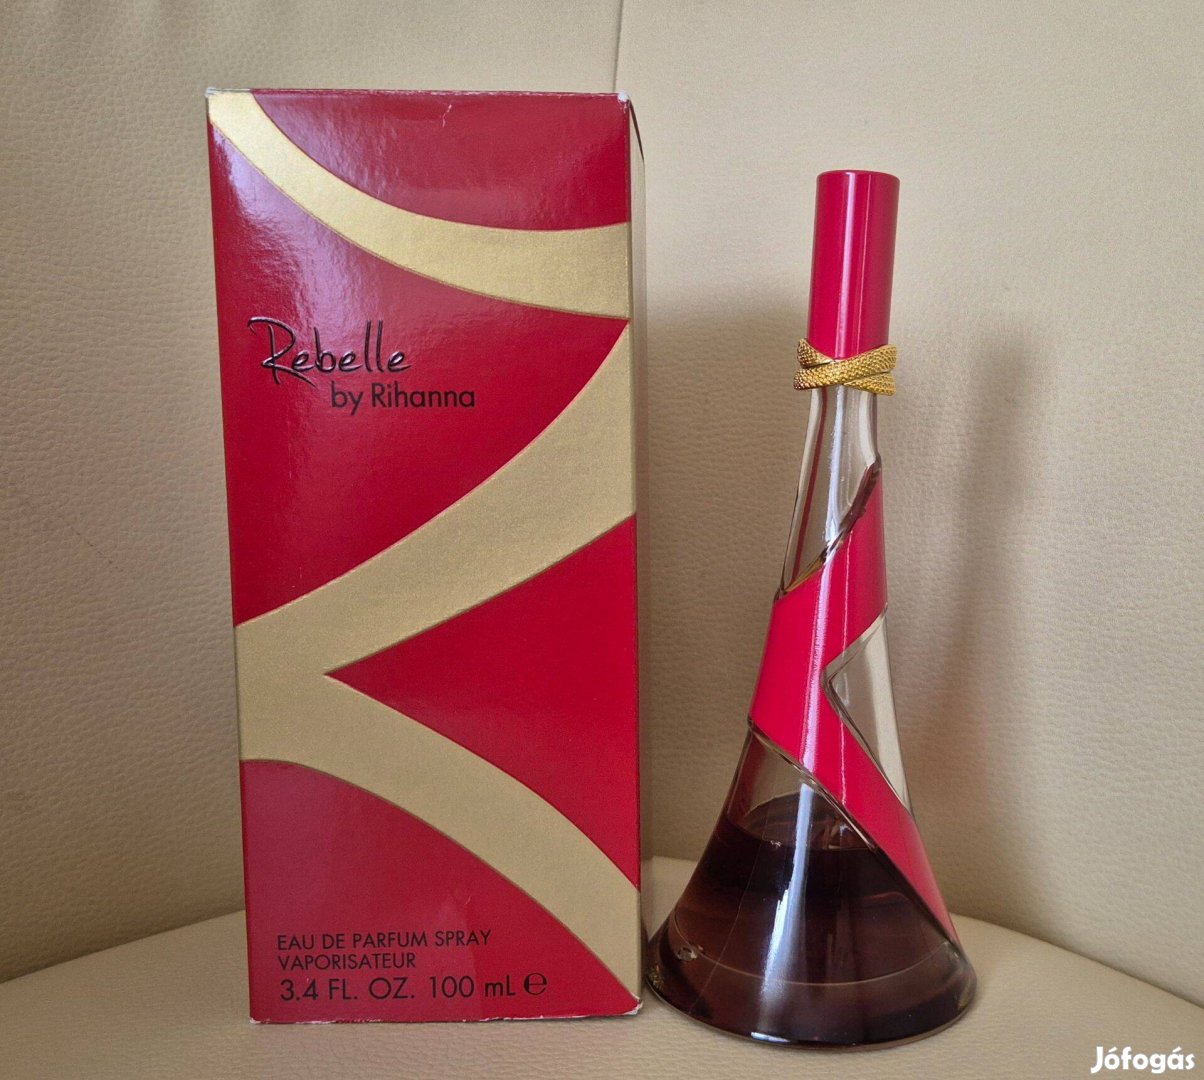 Rebelle
by Rihanna
EAU DE PARFUM SPRAY
VAPORISATEUR
3.4 FL. OZ. 100 mL ℮
Jófogás